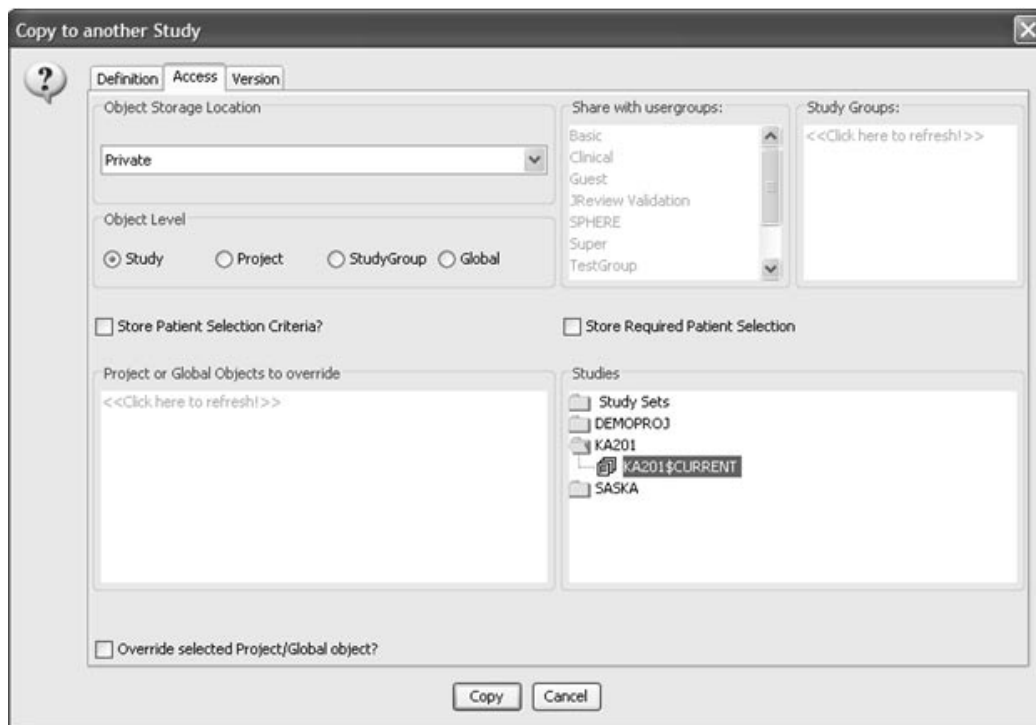 Copy to another Study
?
Definition Access Version
Object Storage Location
Private
Object Level
Study Project StudyGroup Global
Share with usergroups:
Basic
Clinical
Guest
JReview Validation
SPHERE
Super
TestGroup
Study Groups:
<<Click here to refresh!>>
Store Patient Selection Criteria?
Store Required Patient Selection
Project or Global Objects to override
<<Click here to refresh!>>
Studies
Study Sets
DEMOPROJ
KA201
KA201$CURRENT
SASKA
Override selected Project/Global object?
Copy Cancel